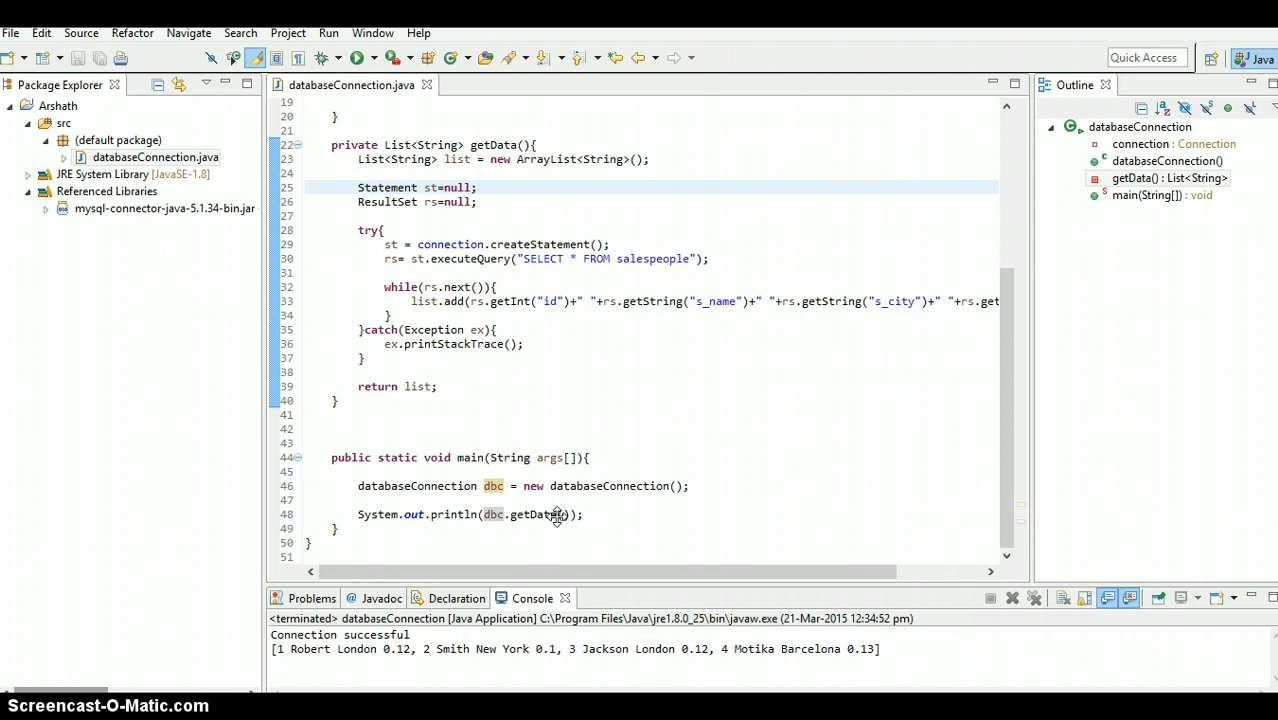 File Edit Source Refactor Navigate Search Project Run Window Help
Quick Access
Java
Package Explorer
Arshath
src
(default package)
databaseConnection.java
JRE System Library [JavaSE-1.8]
Referenced Libraries
mysql-connector-java-5.1.34-bin.jar
databaseConnection.java
19
20 }
21
22 private List<String> getData(){
23 List<String> list = new ArrayList<String>();
24
25 Statement st=null;
26 ResultSet rs=null;
27
28 try{
29 st = connection.createStatement();
30 rs= st.executeQuery("SELECT * FROM salespeople");
31
32 while(rs.next()){
33 list.add(rs.getInt("id")+" "+rs.getString("s_name")+" "+rs.getString("s_city")+" "+rs.get
34 }
35 }catch(Exception ex){
36 ex.printStackTrace();
37 }
38
39 return list;
40 }
41
42
43
44 public static void main(String args[]){
45
46 databaseConnection dbc = new databaseConnection();
47
48 System.out.println(dbc.getData());
49 }
50 }
51
Outline
databaseConnection
connection : Connection
databaseConnection()
getData() : List<String>
main(String[]) : void
Problems Javadoc Declaration Console
<terminated> databaseConnection [Java Application] C:\Program Files\Java\jre1.8.0_25\bin\javaw.exe (21-Mar-2015 12:34:52 pm)
Connection successful
[1 Robert London 0.12, 2 Smith New York 0.1, 3 Jackson London 0.12, 4 Motika Barcelona 0.13]
Screencast-O-Matic.com